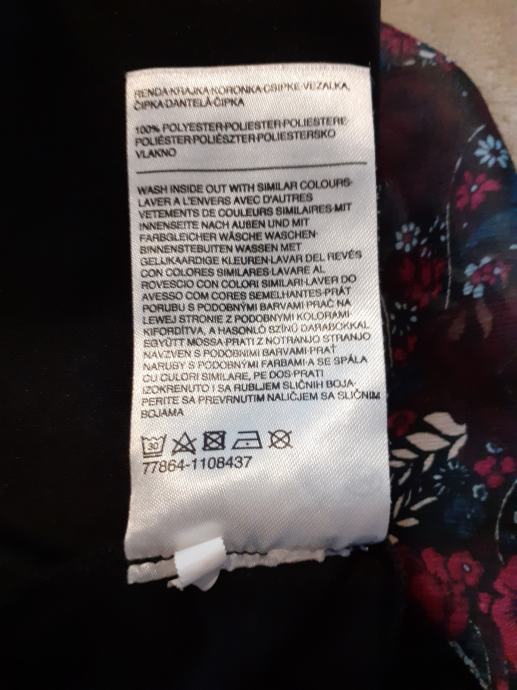 RENDA·KRAJKA·KORONKA·CSIPKE·VEZALKA,
ČIPKA·DANTELĂ·ČIPKA
100% POLYESTER·POLIESTER·POLIESTERE·
POLIÉSTER·POLIÉSZTER·POLIESTERSKO
VLAKNO
WASH INSIDE OUT WITH SIMILAR COLOURS·
LAVER A L'ENVERS AVEC D'AUTRES
VETEMENTS DE COULEURS SIMILAIRES·MIT
INNENSEITE NACH AUßEN UND MIT
FARBGLEICHER WÄSCHE WASCHEN·
BINNENSTEBUITEN WASSEN MET
GELIJKAARDIGE KLEUREN·LAVAR DEL REVÉS
CON COLORES SIMILARES·LAVARE AL
ROVESCIO CON COLORI SIMILARI·LAVER DO
AVESSO COM CORES SEMELHANTES·PRÁT
PORUBU S PODOBNÝMI BARVAMI·PRAĆ NA
LEWEJ STRONIE Z PODOBNYMI KOLORAMI·
KIFORDÍTVA, A HASONLÓ SZÍNŰ DARABOKKAL
EGYÜTT MOSSA·PRATI Z NOTRANJO STRANJO
NAVZVEN S PODOBNIMI BARVAMI·PRAŤ
NARUBY S PODOBNÝMI FARBAMI·A SE SPĂLA
CU CULORI SIMILARE, PE DOS·PRATI
IZOKRENUTO I SA RUBLJEM SLIČNIH BOJA·
PERITE SA PREVRNUTIM NALIČJEM SA SLIČNIM
BOJAMA
30
77864-1108437